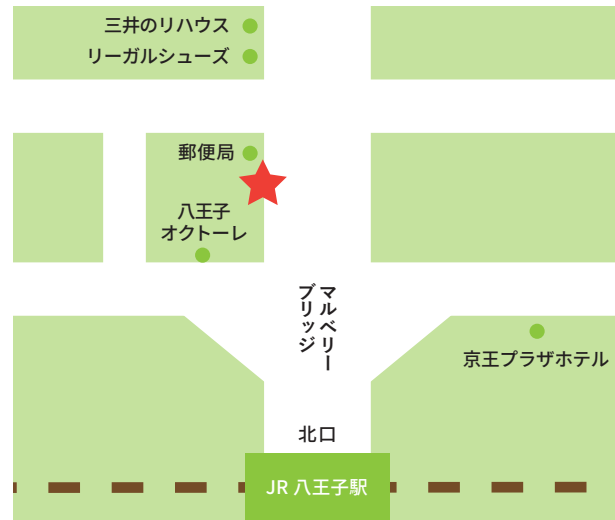 三井のリハウス
リーガルシューズ
郵便局
八王子
オクトーレ
マルベリー
ブリッジ
京王プラザホテル
北口
JR 八王子駅